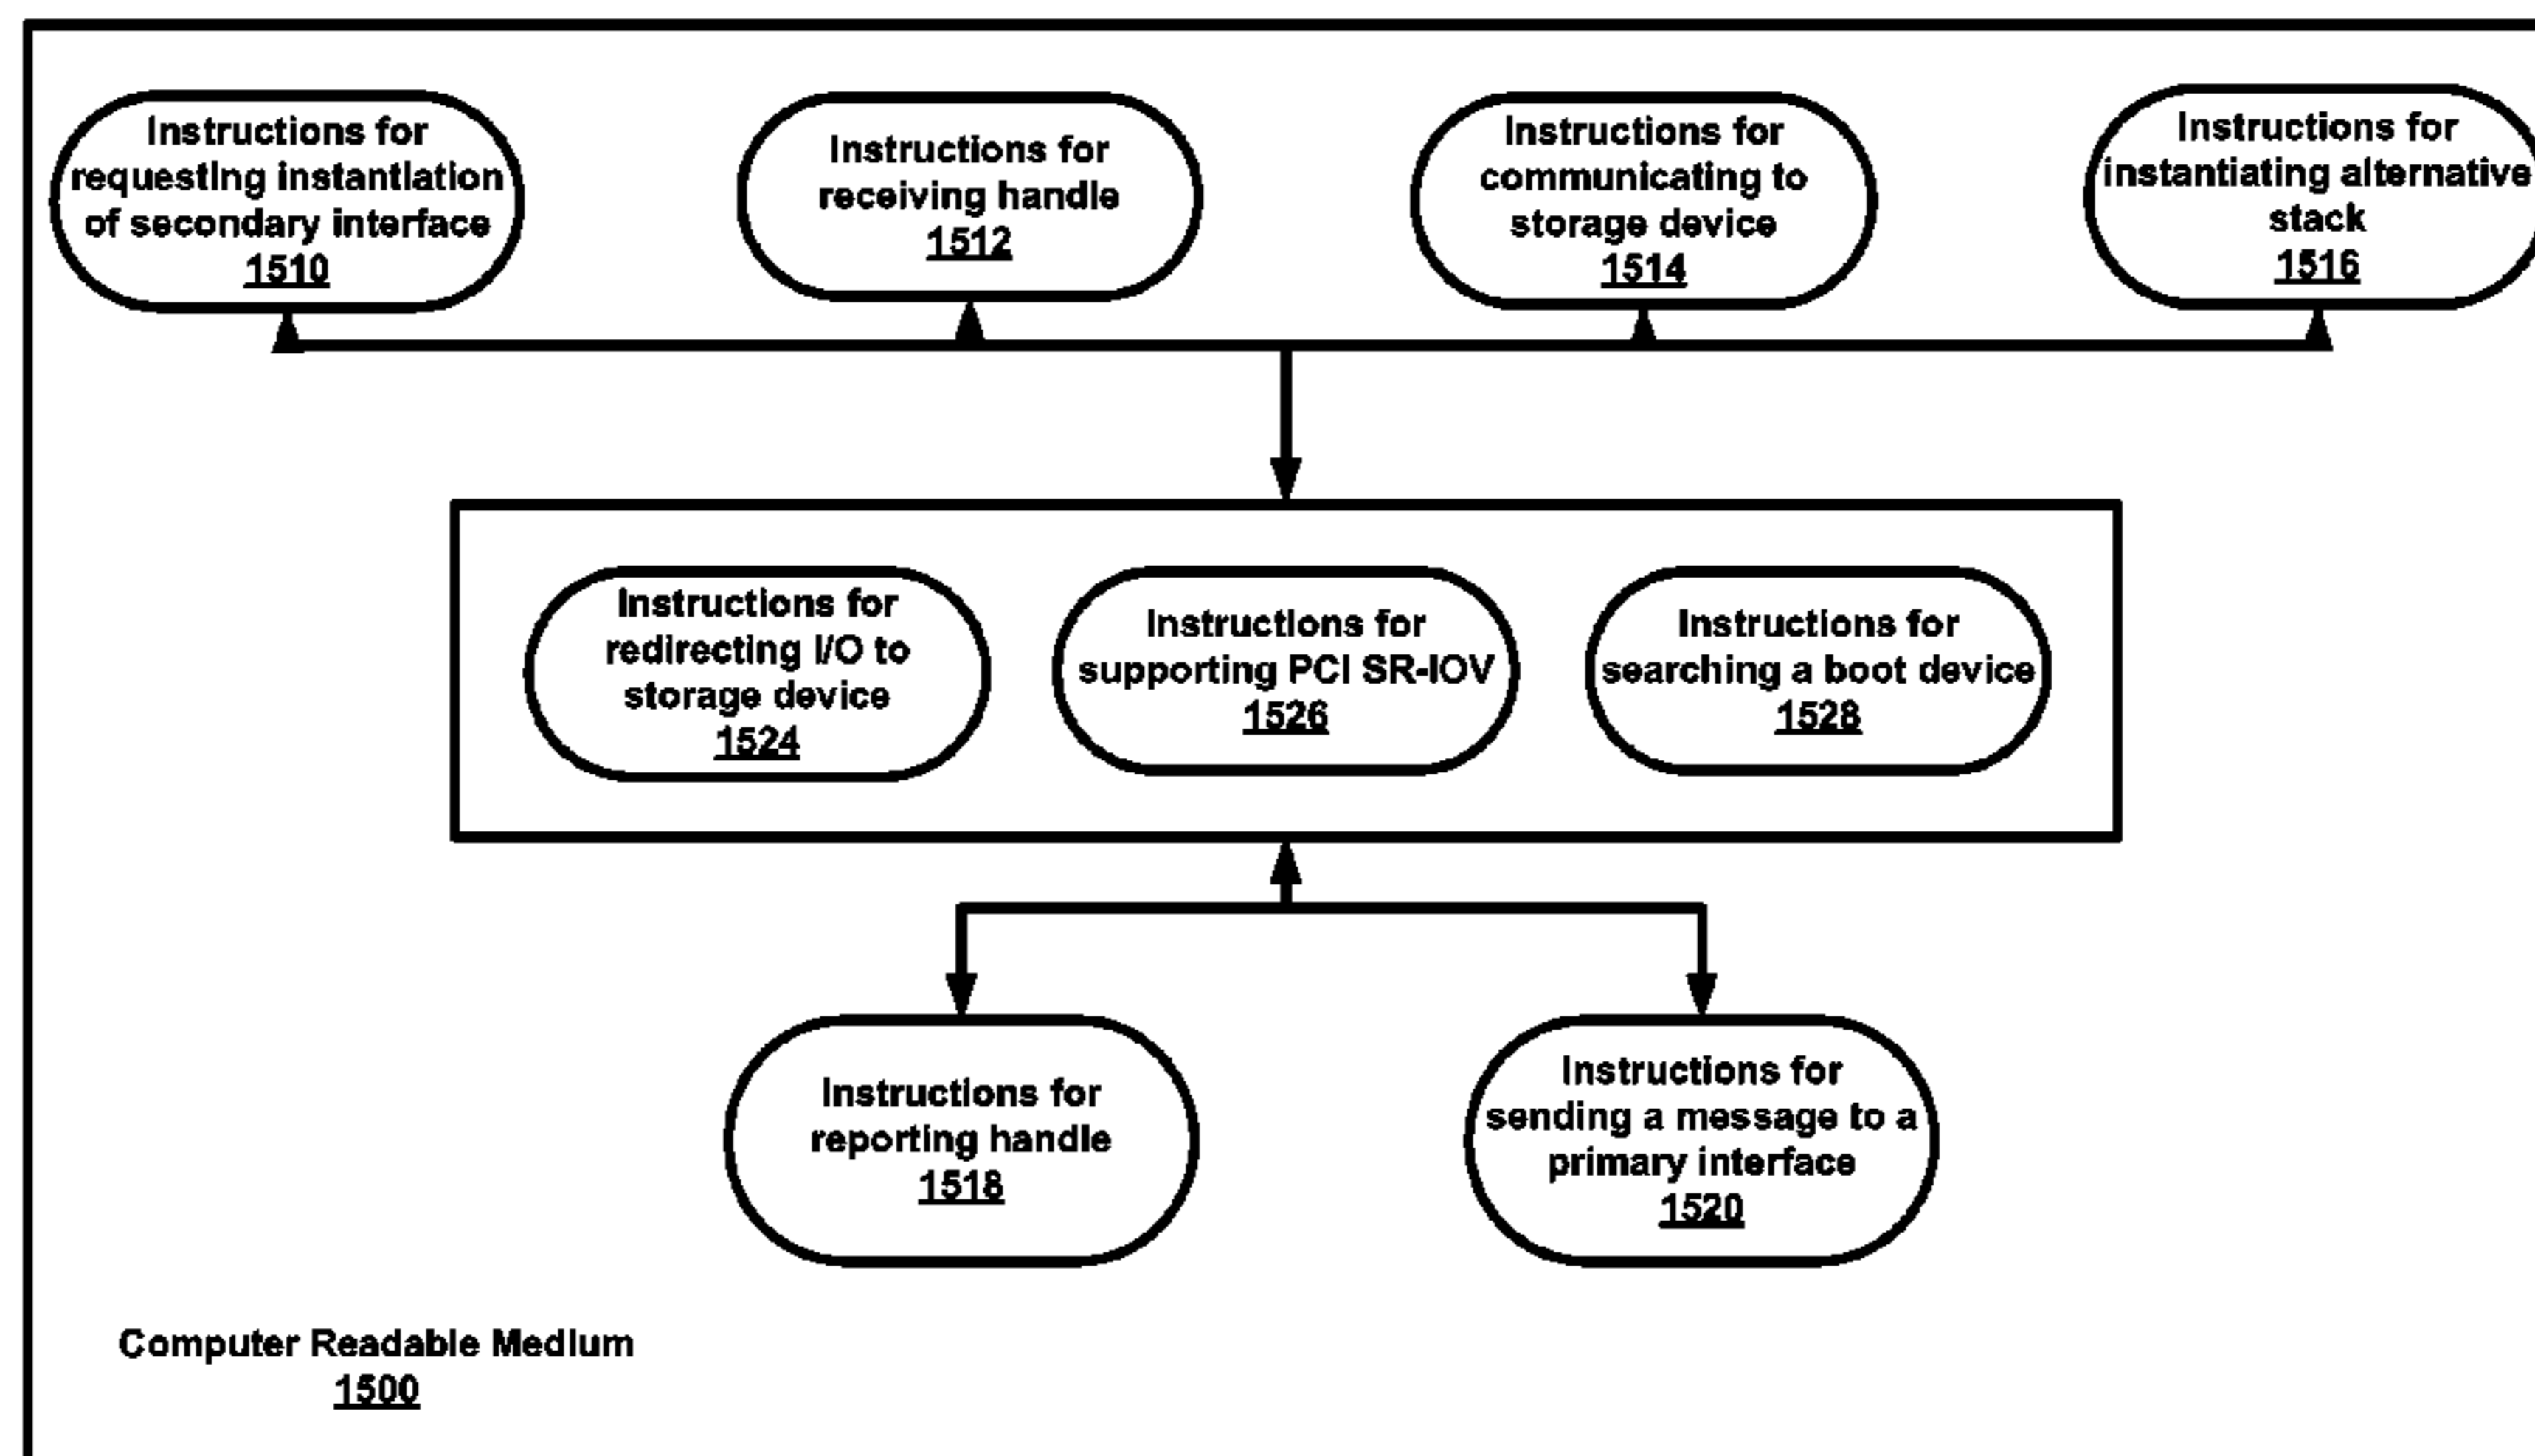 Instructions for
requesting instantiation
of secondary interface
1510
Instructions for
receiving handle
1512
Instructions for
communicating to
storage device
1514
Instructions for
instantiating alternative
stack
1516
Instructions for
redirecting I/O to
storage device
1524
Instructions for
supporting PCI SR-IOV
1526
Instructions for
searching a boot device
1528
Instructions for
reporting handle
1518
Instructions for
sending a message to a
primary interface
1520
Computer Readable Medium
1500